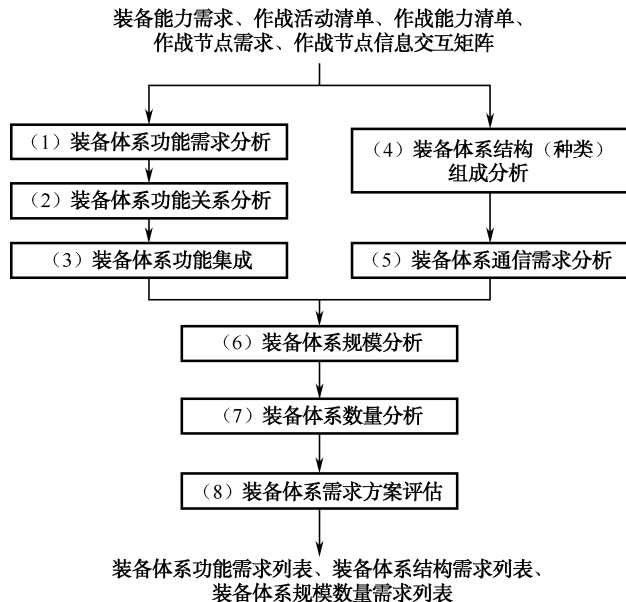 装备能力需求、作战活动清单、作战能力清单、
作战节点需求、作战节点信息交互矩阵
（1）装备体系功能需求分析
（2）装备体系功能关系分析
（3）装备体系功能集成
（4）装备体系结构（种类）
组成分析
（5）装备体系通信需求分析
（6）装备体系规模分析
（7）装备体系数量分析
（8）装备体系需求方案评估
装备体系功能需求列表、装备体系结构需求列表、
装备体系规模数量需求列表